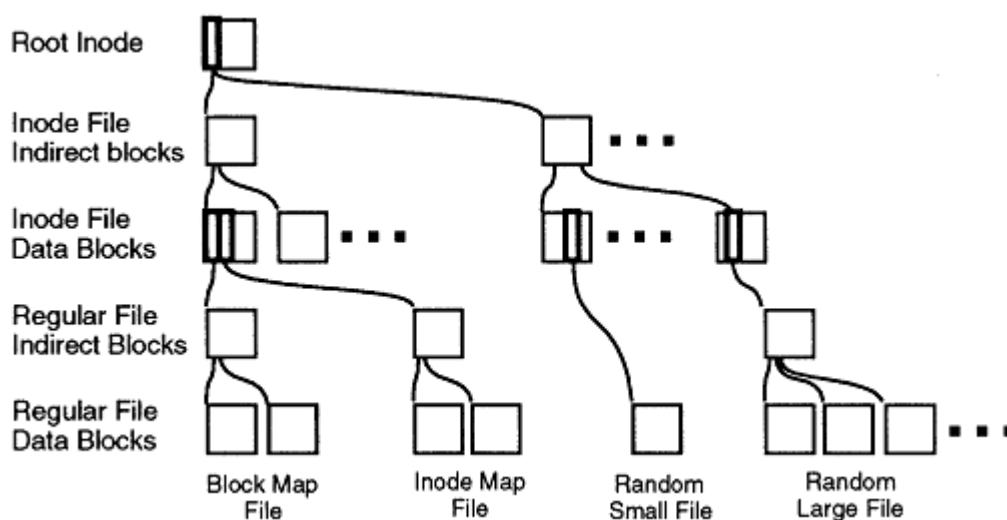 Root Inode
Inode File
Indirect blocks
Inode File
Data Blocks
Regular File
Indirect Blocks
Regular File
Data Blocks
Block Map
File
Inode Map
File
Random
Small File
Random
Large File